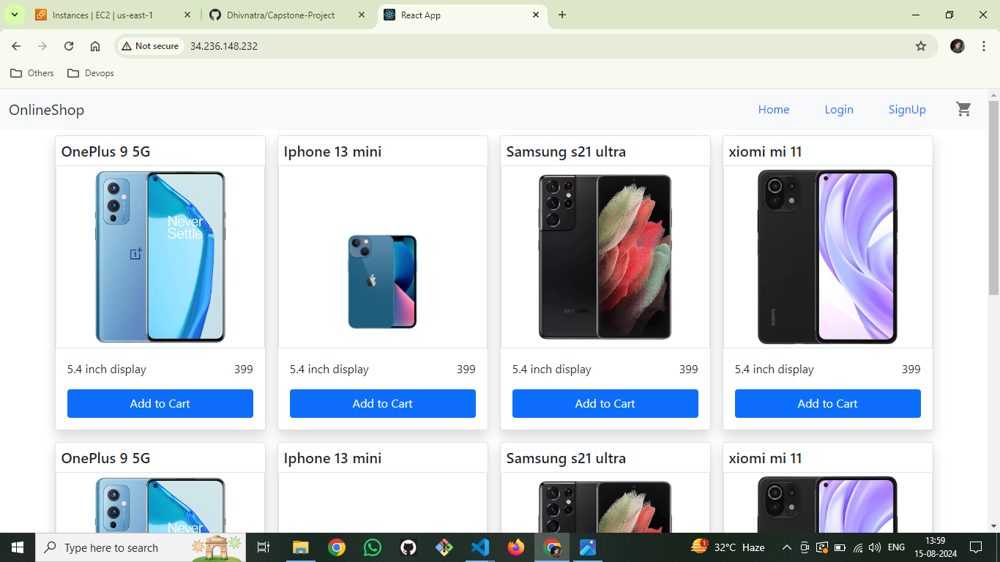 Instances | EC2 | us-east-1
Dhivnatra/Capstone-Project
React App
Not secure
34.236.148.232
Others
Devops
OnlineShop
Home
Login
SignUp
OnePlus 9 5G
Iphone 13 mini
Samsung s21 ultra
xiomi mi 11
Never
Settle
SAMSUNG
XIAOMI
5.4 inch display
399
5.4 inch display
399
5.4 inch display
399
5.4 inch display
399
Add to Cart
Add to Cart
Add to Cart
Add to Cart
OnePlus 9 5G
Iphone 13 mini
Samsung s21 ultra
xiomi mi 11
Never
Type here to search
1
32°C Haze
ENG
13:59
15-08-2024